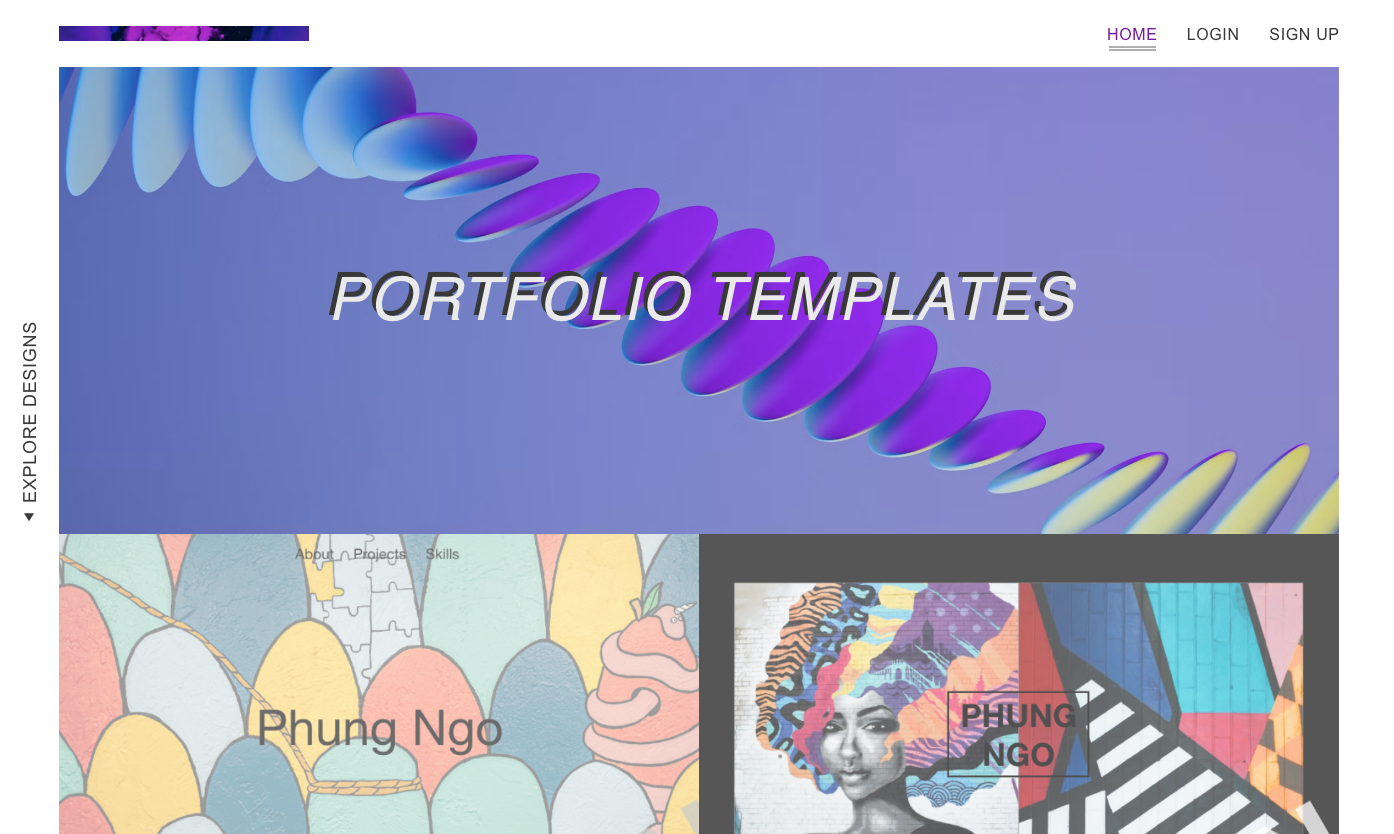 HOME LOGIN SIGN UP
PORTFOLIO TEMPLATES
▲ EXPLORE DESIGNS
About Projects Skills
Phung Ngo
PHUNG
NGO